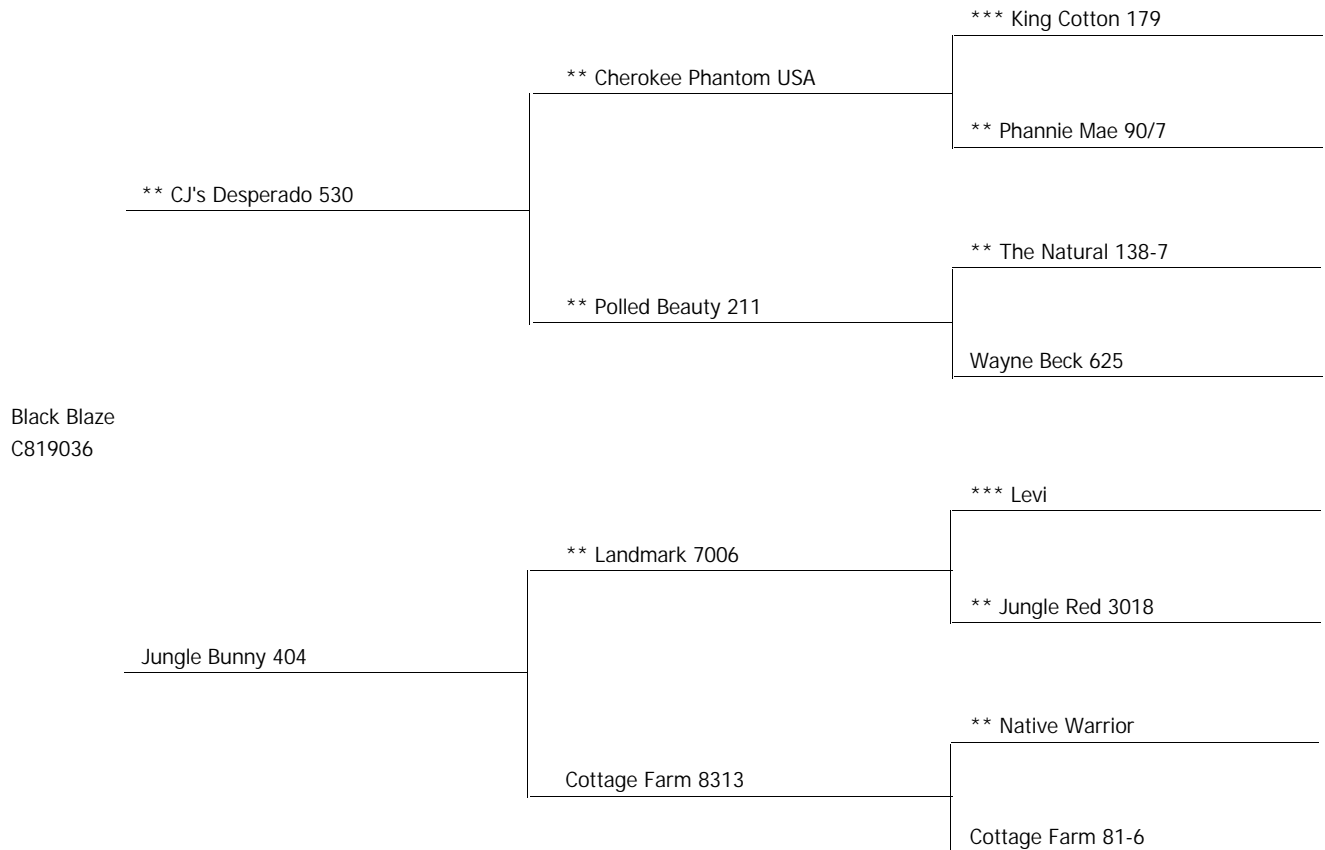 *** King Cotton 179
** Cherokee Phantom USA
** Phannie Mae 90/7
** CJ's Desperado 530
** The Natural 138-7
** Polled Beauty 211
Wayne Beck 625
Black Blaze
C819036
*** Levi
** Landmark 7006
** Jungle Red 3018
Jungle Bunny 404
** Native Warrior
Cottage Farm 8313
Cottage Farm 81-6